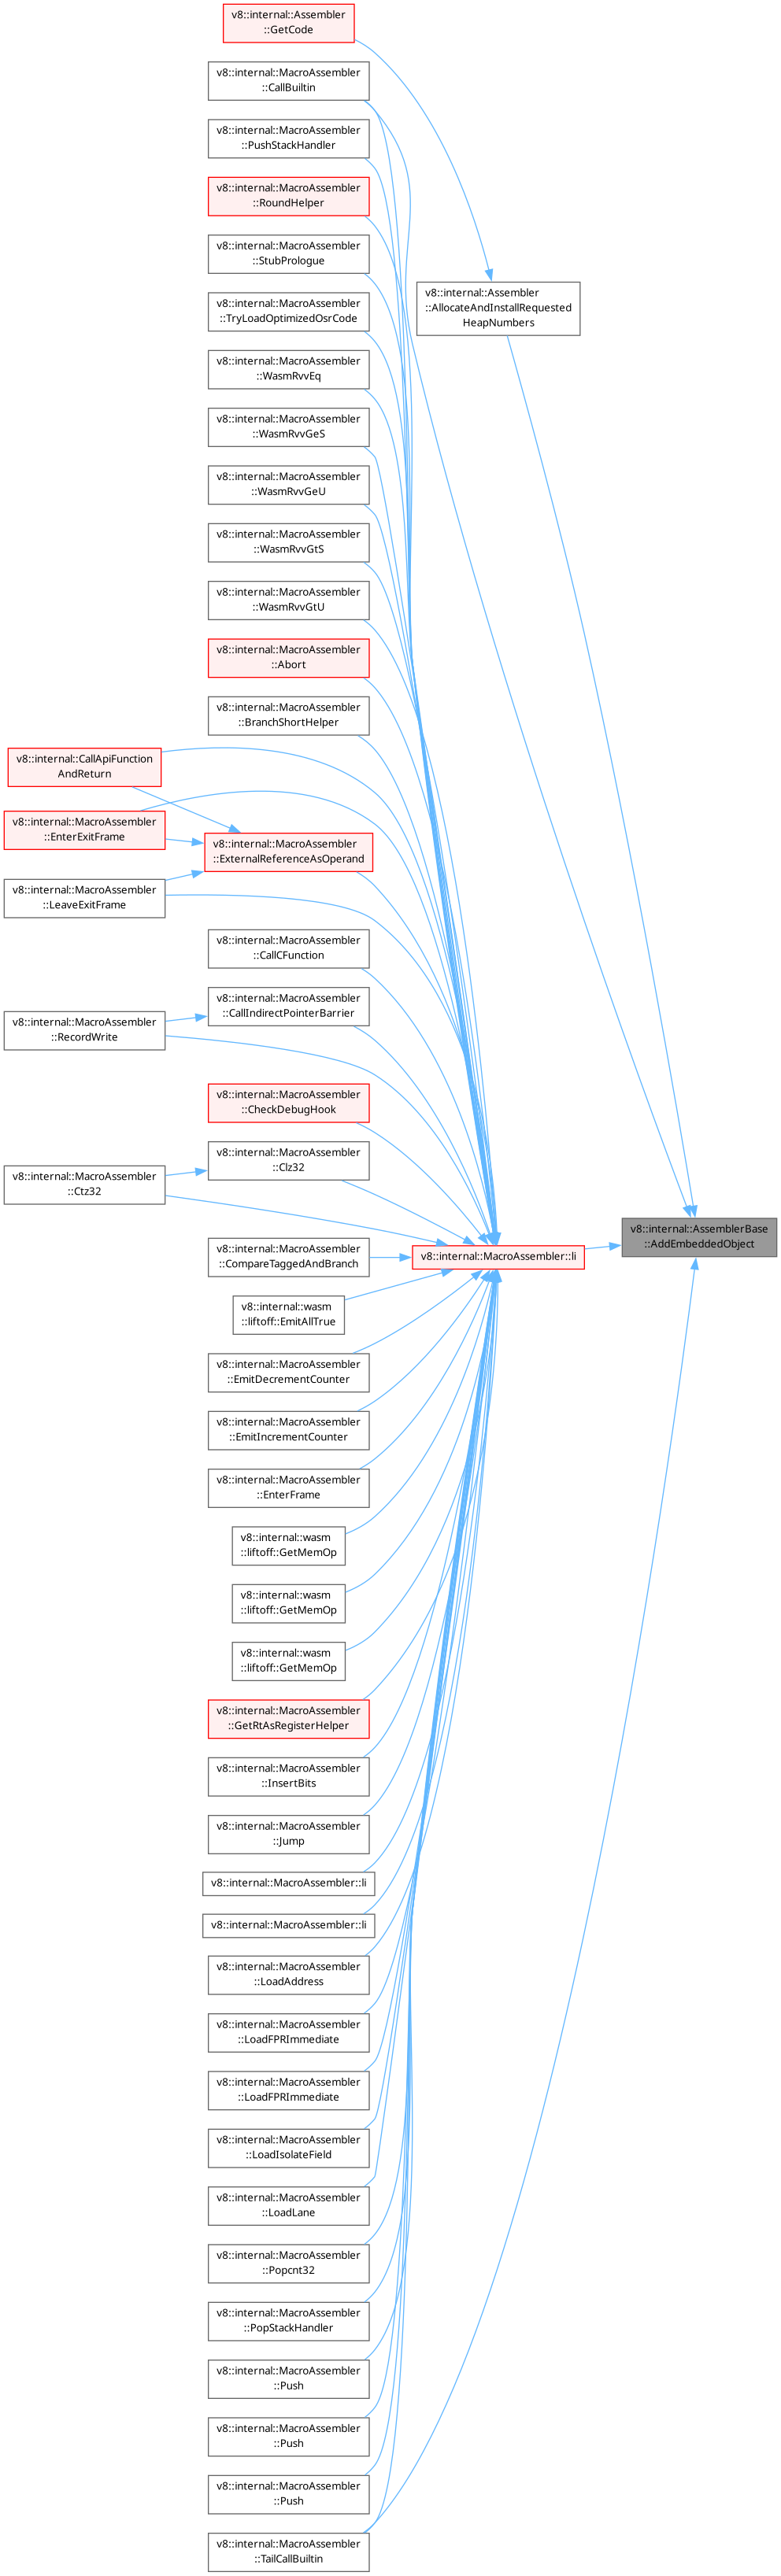 v8::internal::Assembler
::GetCode
v8::internal::MacroAssembler
::CallBuiltin
v8::internal::MacroAssembler
::PushStackHandler
v8::internal::MacroAssembler
::RoundHelper
v8::internal::MacroAssembler
::StubPrologue
v8::internal::Assembler
::AllocateAndInstallRequested
HeapNumbers
v8::internal::MacroAssembler
::TryLoadOptimizedOsrCode
v8::internal::MacroAssembler
::WasmRvvEq
v8::internal::MacroAssembler
::WasmRvvGeS
v8::internal::MacroAssembler
::WasmRvvGeU
v8::internal::MacroAssembler
::WasmRvvGtS
v8::internal::MacroAssembler
::WasmRvvGtU
v8::internal::MacroAssembler
::Abort
v8::internal::MacroAssembler
::BranchShortHelper
v8::internal::CallApiFunction
AndReturn
v8::internal::MacroAssembler
::EnterExitFrame
v8::internal::MacroAssembler
::ExternalReferenceAsOperand
v8::internal::MacroAssembler
::LeaveExitFrame
v8::internal::MacroAssembler
::CallCFunction
v8::internal::MacroAssembler
::CallIndirectPointerBarrier
v8::internal::MacroAssembler
::RecordWrite
v8::internal::MacroAssembler
::CheckDebugHook
v8::internal::MacroAssembler
::Clz32
v8::internal::MacroAssembler
::Ctz32
v8::internal::AssemblerBase
::AddEmbeddedObject
v8::internal::MacroAssembler::li
v8::internal::MacroAssembler
::CompareTaggedAndBranch
v8::internal::wasm
::liftoff::EmitAllTrue
v8::internal::MacroAssembler
::EmitDecrementCounter
v8::internal::MacroAssembler
::EmitIncrementCounter
v8::internal::MacroAssembler
::EnterFrame
v8::internal::wasm
::liftoff::GetMemOp
v8::internal::wasm
::liftoff::GetMemOp
v8::internal::wasm
::liftoff::GetMemOp
v8::internal::MacroAssembler
::GetRtAsRegisterHelper
v8::internal::MacroAssembler
::InsertBits
v8::internal::MacroAssembler
::Jump
v8::internal::MacroAssembler::li
v8::internal::MacroAssembler::li
v8::internal::MacroAssembler
::LoadAddress
v8::internal::MacroAssembler
::LoadFPRImmediate
v8::internal::MacroAssembler
::LoadFPRImmediate
v8::internal::MacroAssembler
::LoadIsolateField
v8::internal::MacroAssembler
::LoadLane
v8::internal::MacroAssembler
::Popcnt32
v8::internal::MacroAssembler
::PopStackHandler
v8::internal::MacroAssembler
::Push
v8::internal::MacroAssembler
::Push
v8::internal::MacroAssembler
::Push
v8::internal::MacroAssembler
::TailCallBuiltin